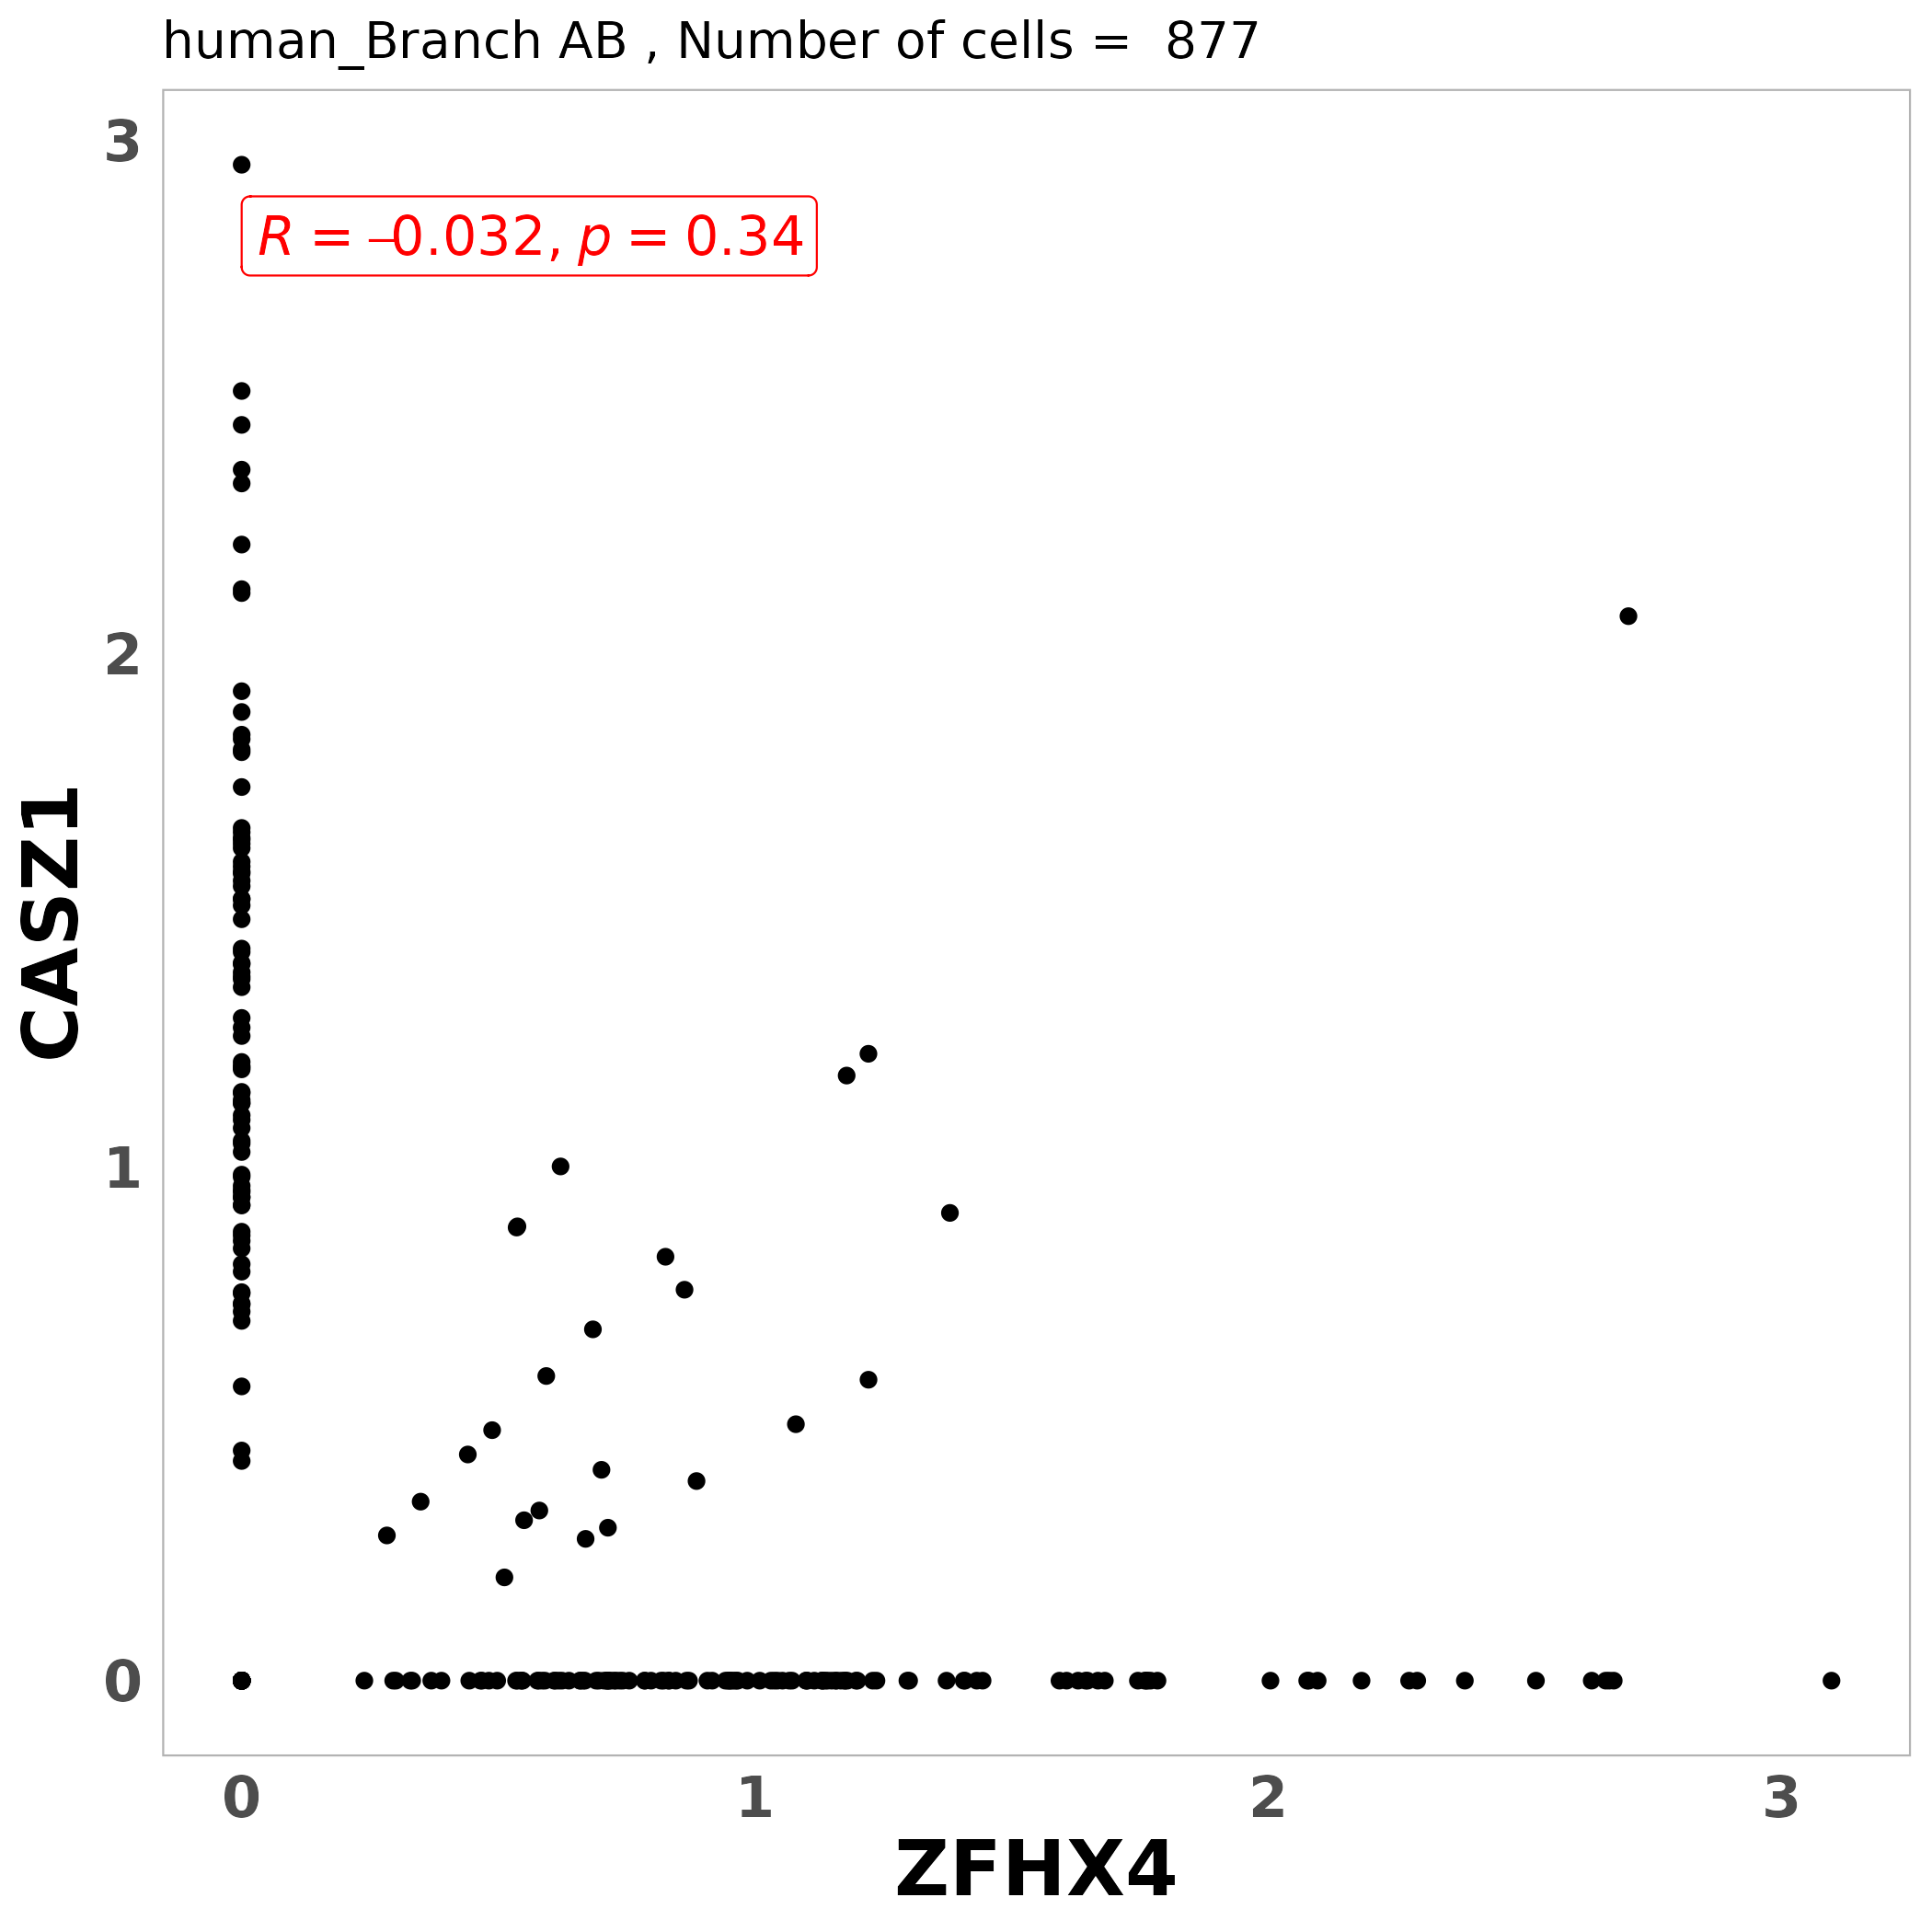 human_Branch AB , Number of cells =  877
3
R = –0.032, p = 0.34
2
CASZ1
1
0
0 1 2 3
ZFHX4